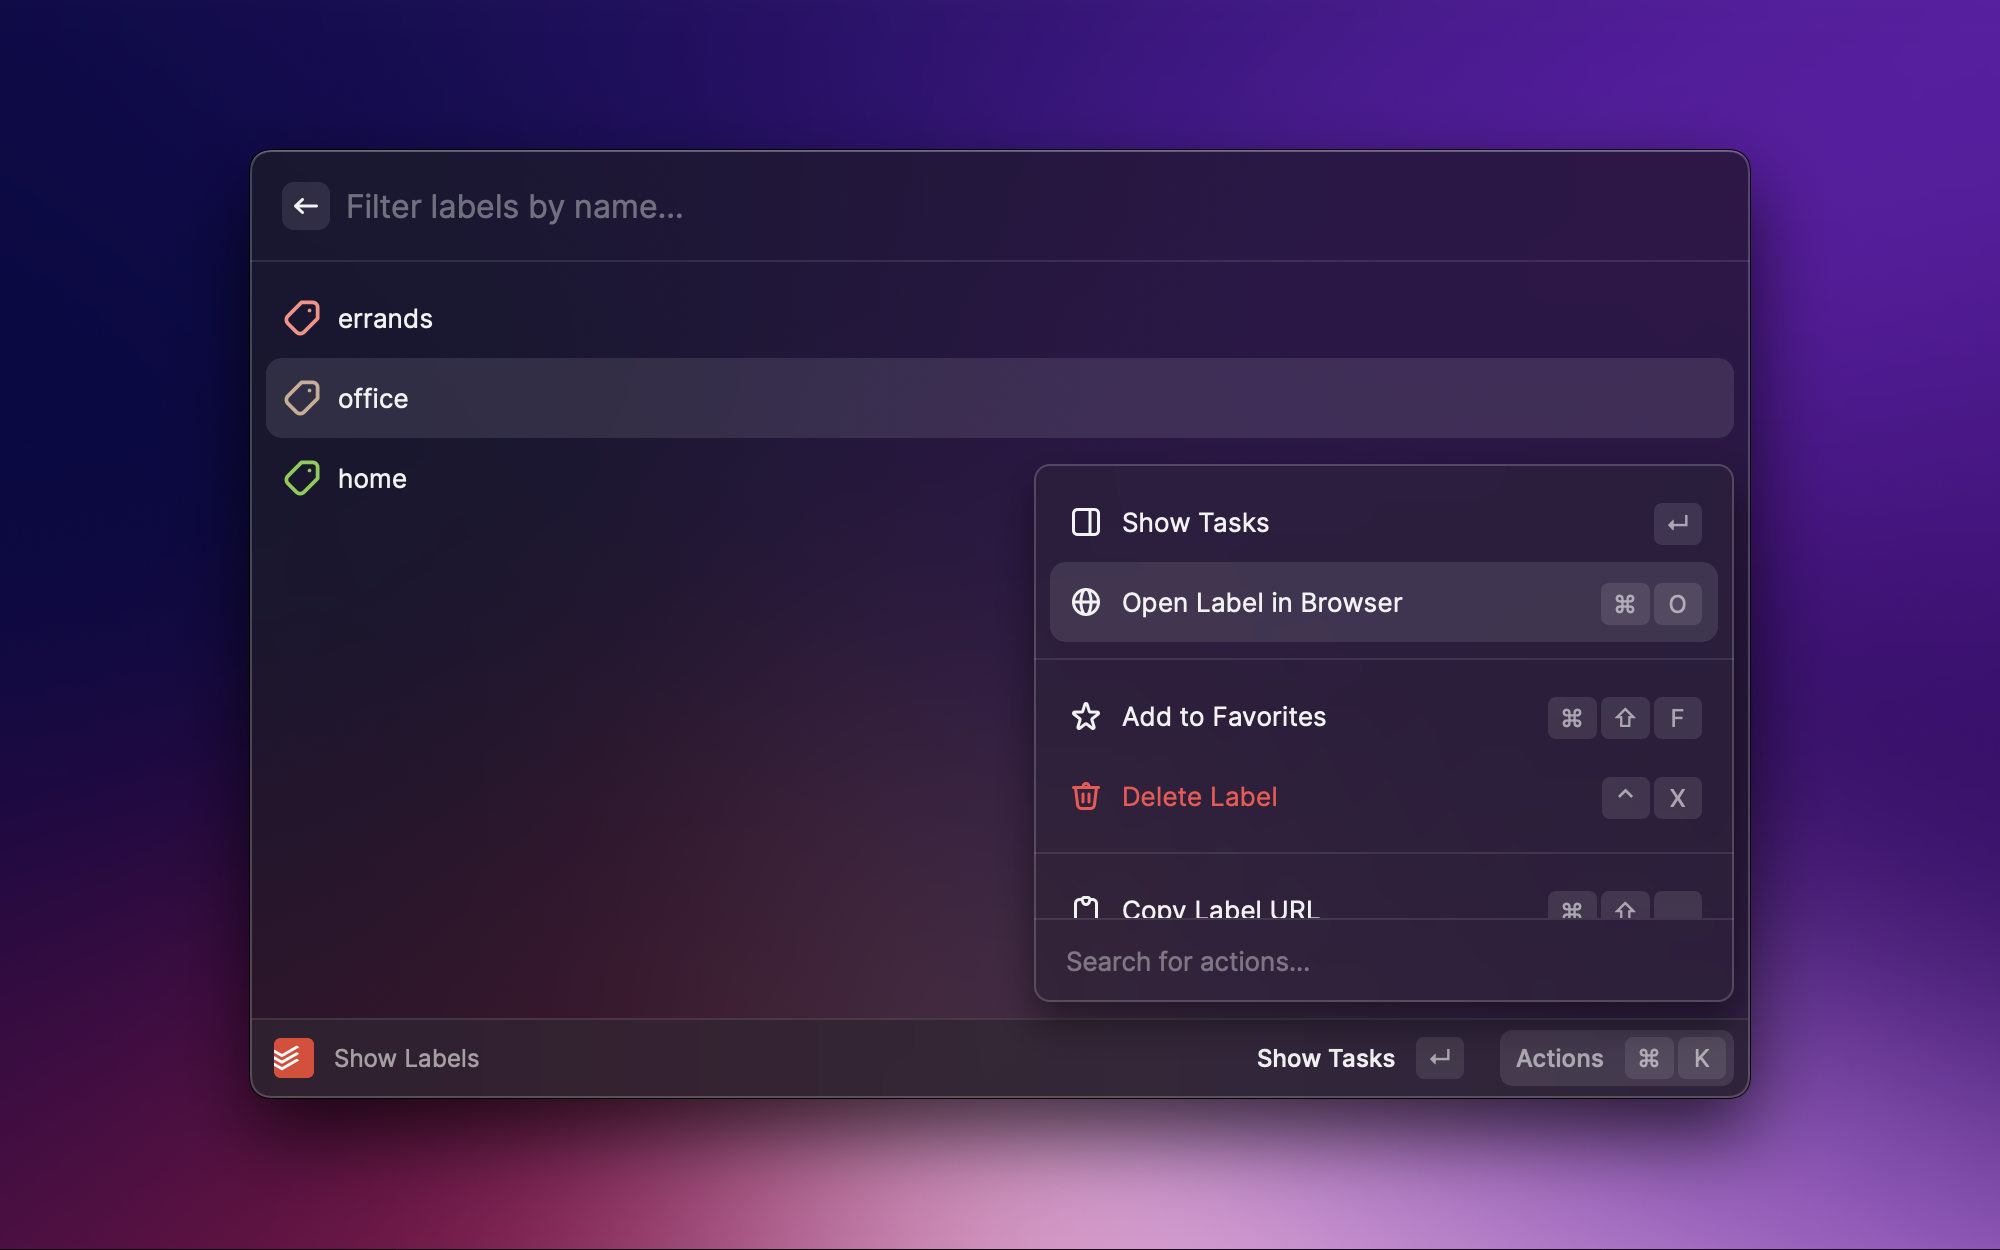 Filter labels by name...
errands
office
home
Show Tasks ↵
Open Label in Browser ⌘ O
Add to Favorites ⌘ ⇧ F
Delete Label ^ X
Copy Label URL ⌘ ⇧
Search for actions...
Show Labels
Show Tasks ↵ Actions ⌘ K